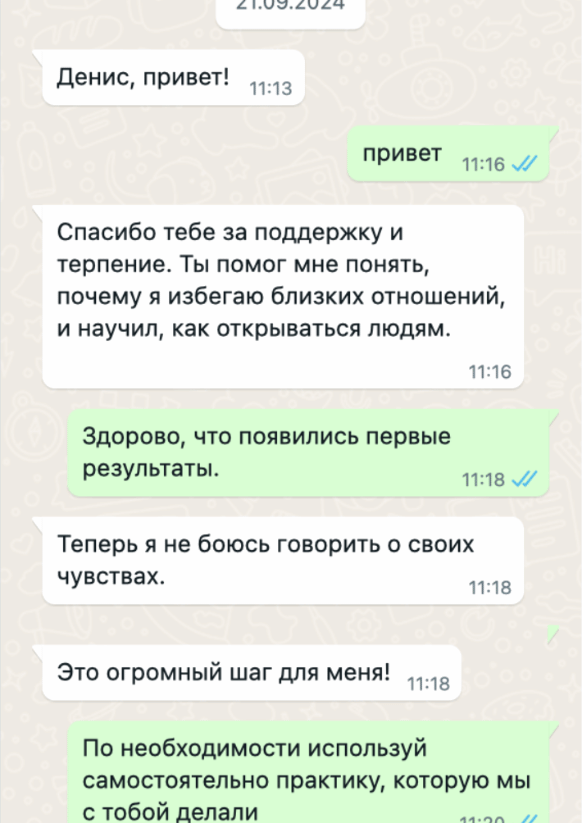 21.09.2024
Денис, привет! 11:13
привет 11:16
Спасибо тебе за поддержку и
терпение. Ты помог мне понять,
почему я избегаю близких отношений,
и научил, как открываться людям.
11:16
Здорово, что появились первые
результаты.
11:18
Теперь я не боюсь говорить о своих
чувствах.
11:18
Это огромный шаг для меня! 11:18
По необходимости используй
самостоятельно практику, которую мы
с тобой делали
11:20